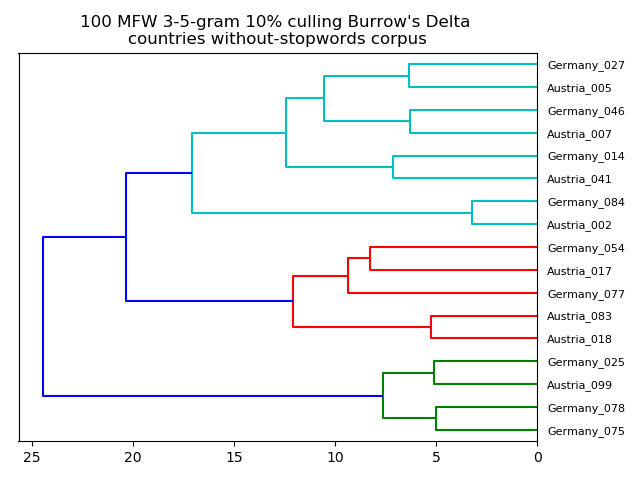 100 MFW 3-5-gram 10% culling Burrow's Delta
countries without-stopwords corpus
Germany_027
Austria_005
Germany_046
Austria_007
Germany_014
Austria_041
Germany_084
Austria_002
Germany_054
Austria_017
Germany_077
Austria_083
Austria_018
Germany_025
Austria_099
Germany_078
Germany_075
25 20 15 10 5 0